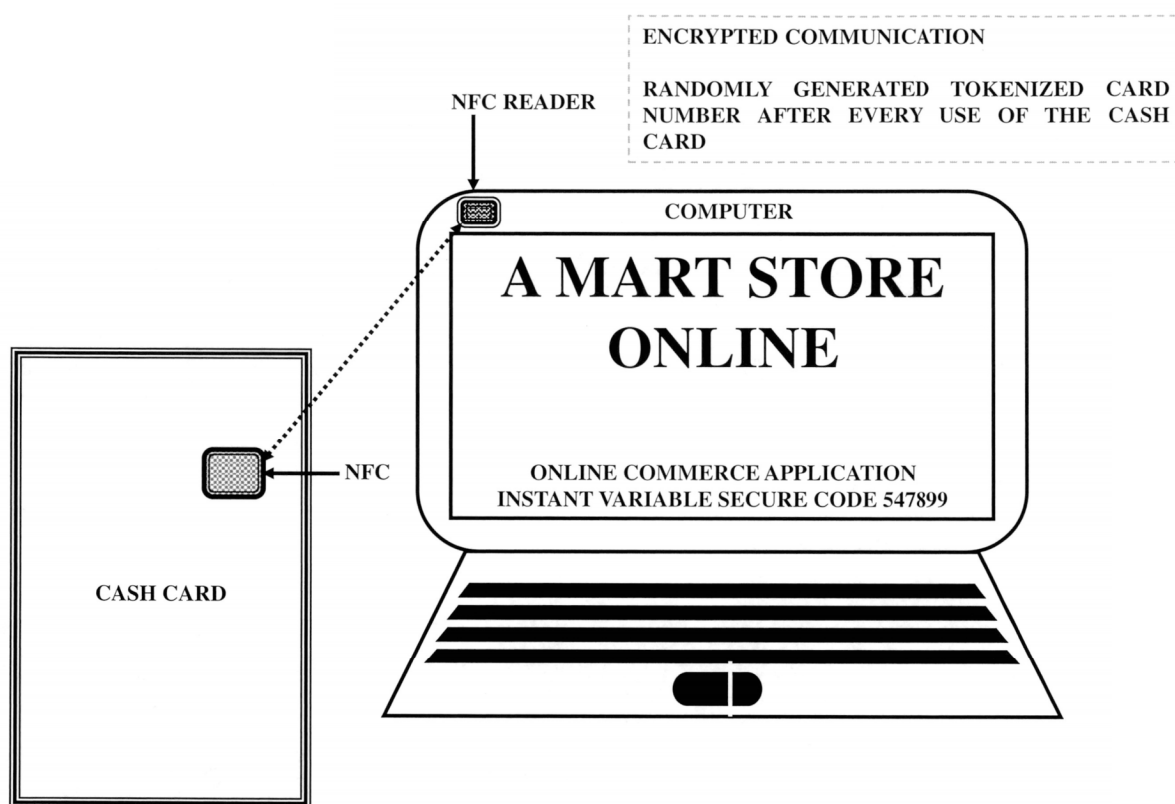 ENCRYPTED COMMUNICATION
RANDOMLY GENERATED TOKENIZED CARD
NUMBER AFTER EVERY USE OF THE CASH
CARD
NFC READER
COMPUTER
A MART STORE
ONLINE
NFC
ONLINE COMMERCE APPLICATION
INSTANT VARIABLE SECURE CODE 547899
CASH CARD